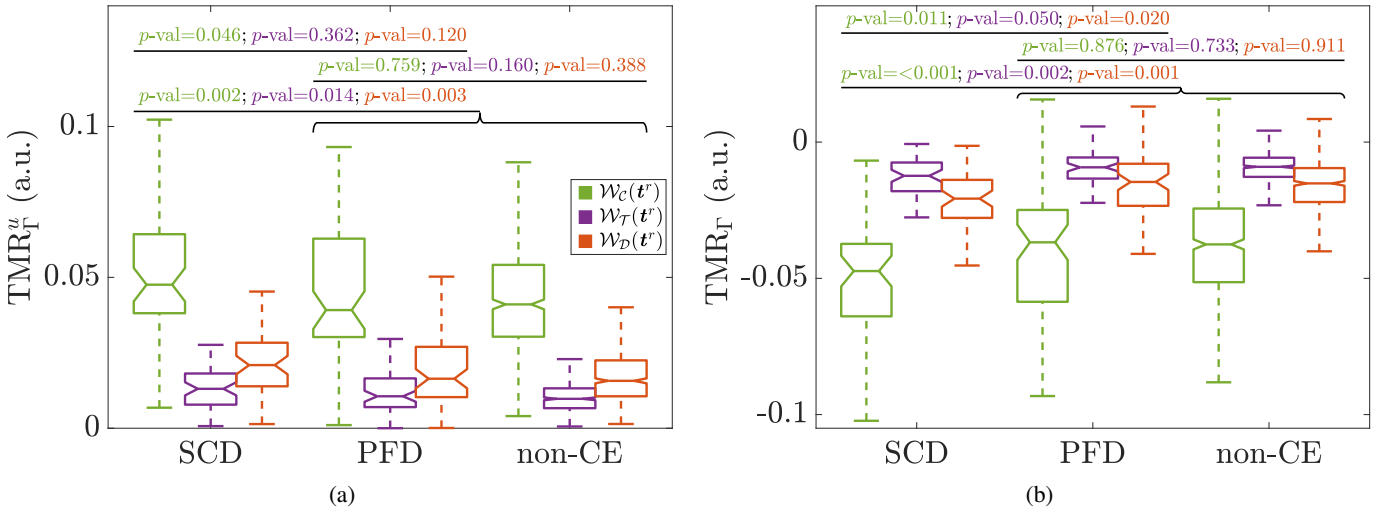 p-val=0.046; p-val=0.362; p-val=0.120
p-val=0.759; p-val=0.160; p-val=0.388
p-val=0.002; p-val=0.014; p-val=0.003
0.1
0.05
0
TMRᵘ_Γ (a.u.)
𝒲_𝒞(𝒕ʳ)
𝒲_𝒯(𝒕ʳ)
𝒲_𝒟(𝒕ʳ)
SCD PFD non-CE
(a)
p-val=0.011; p-val=0.050; p-val=0.020
p-val=0.876; p-val=0.733; p-val=0.911
p-val=<0.001; p-val=0.002; p-val=0.001
0
-0.05
-0.1
TMR_Γ (a.u.)
SCD PFD non-CE
(b)